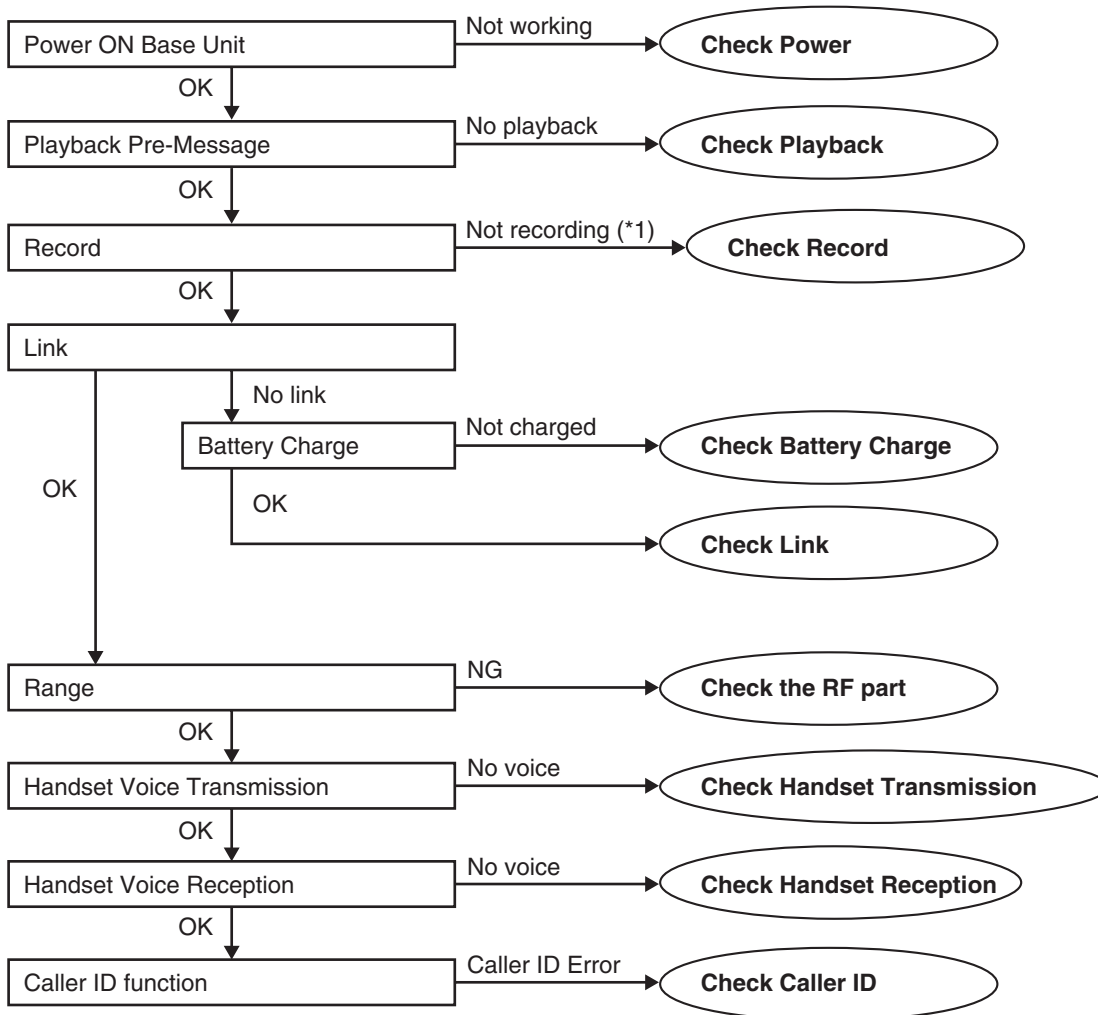 Power ON Base Unit
Not working
Check Power
OK
Playback Pre-Message
No playback
Check Playback
OK
Record
Not recording (*1)
Check Record
OK
Link
No link
Battery Charge
Not charged
Check Battery Charge
OK
OK
Check Link
Range
NG
Check the RF part
OK
Handset Voice Transmission
No voice
Check Handset Transmission
OK
Handset Voice Reception
No voice
Check Handset Reception
OK
Caller ID function
Caller ID Error
Check Caller ID